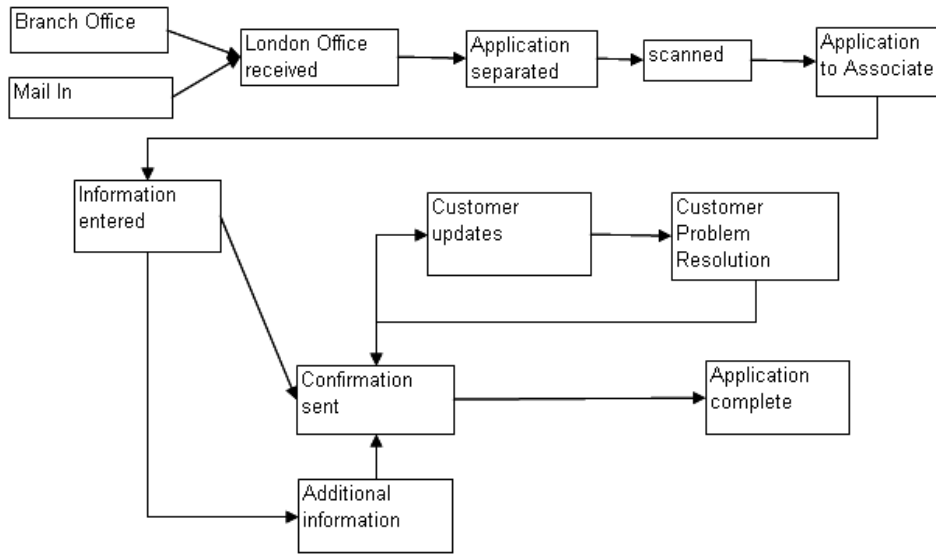 Branch Office
Mail In
London Office
received
Application
separated
scanned
Application
to Associate
Information
entered
Customer
updates
Customer
Problem
Resolution
Confirmation
sent
Application
complete
Additional
information